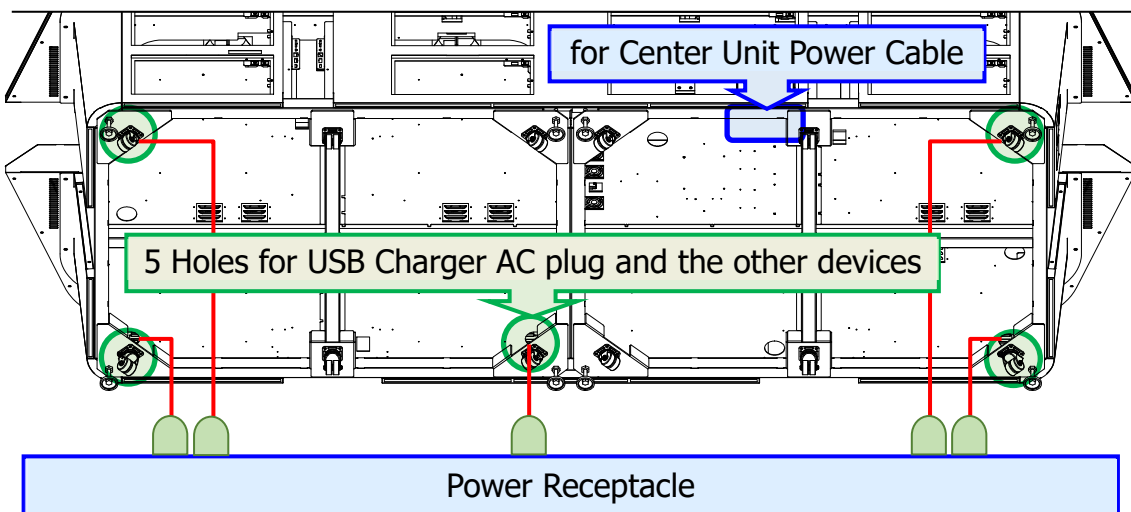 for Center Unit Power Cable
5 Holes for USB Charger AC plug and the other devices
Power Receptacle